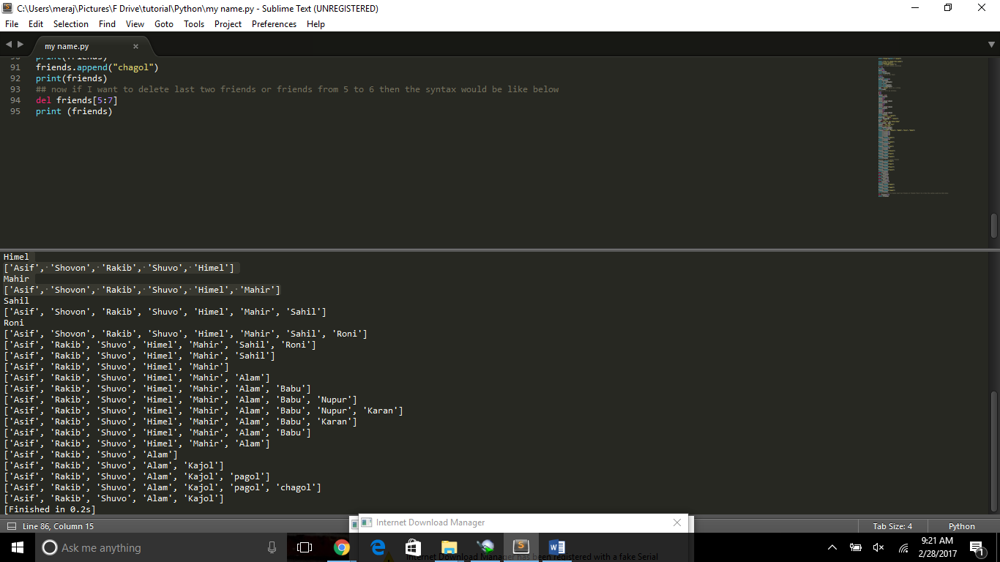 C:\Users\meraj\Pictures\F Drive\tutorial\Python\my name.py - Sublime Text (UNREGISTERED)
File Edit Selection Find View Goto Tools Project Preferences Help
my name.py
90 print(friends)
91 friends.append("chagol")
92 print(friends)
93 ## now if I want to delete last two friends or friends from 5 to 6 then the syntax would be like below
94 del friends[5:7]
95 print (friends)
Himel
['Asif', 'Shovon', 'Rakib', 'Shuvo', 'Himel']
Mahir
['Asif', 'Shovon', 'Rakib', 'Shuvo', 'Himel', 'Mahir']
Sahil
['Asif', 'Shovon', 'Rakib', 'Shuvo', 'Himel', 'Mahir', 'Sahil']
Roni
['Asif', 'Shovon', 'Rakib', 'Shuvo', 'Himel', 'Mahir', 'Sahil', 'Roni']
['Asif', 'Rakib', 'Shuvo', 'Himel', 'Mahir', 'Sahil', 'Roni']
['Asif', 'Rakib', 'Shuvo', 'Himel', 'Mahir', 'Sahil']
['Asif', 'Rakib', 'Shuvo', 'Himel', 'Mahir']
['Asif', 'Rakib', 'Shuvo', 'Himel', 'Mahir', 'Alam']
['Asif', 'Rakib', 'Shuvo', 'Himel', 'Mahir', 'Alam', 'Babu']
['Asif', 'Rakib', 'Shuvo', 'Himel', 'Mahir', 'Alam', 'Babu', 'Nupur']
['Asif', 'Rakib', 'Shuvo', 'Himel', 'Mahir', 'Alam', 'Babu', 'Nupur', 'Karan']
['Asif', 'Rakib', 'Shuvo', 'Himel', 'Mahir', 'Alam', 'Babu', 'Karan']
['Asif', 'Rakib', 'Shuvo', 'Himel', 'Mahir', 'Alam', 'Babu']
['Asif', 'Rakib', 'Shuvo', 'Himel', 'Mahir', 'Alam']
['Asif', 'Rakib', 'Shuvo', 'Alam']
['Asif', 'Rakib', 'Shuvo', 'Alam', 'Kajol']
['Asif', 'Rakib', 'Shuvo', 'Alam', 'Kajol', 'pagol']
['Asif', 'Rakib', 'Shuvo', 'Alam', 'Kajol', 'pagol', 'chagol']
['Asif', 'Rakib', 'Shuvo', 'Alam', 'Kajol']
[Finished in 0.2s]
Line 86, Column 15
Tab Size: 4
Python
Internet Download Manager
Ask me anything
Internet Download Manager has been registered with a fake Serial
9:21 AM
2/28/2017
1